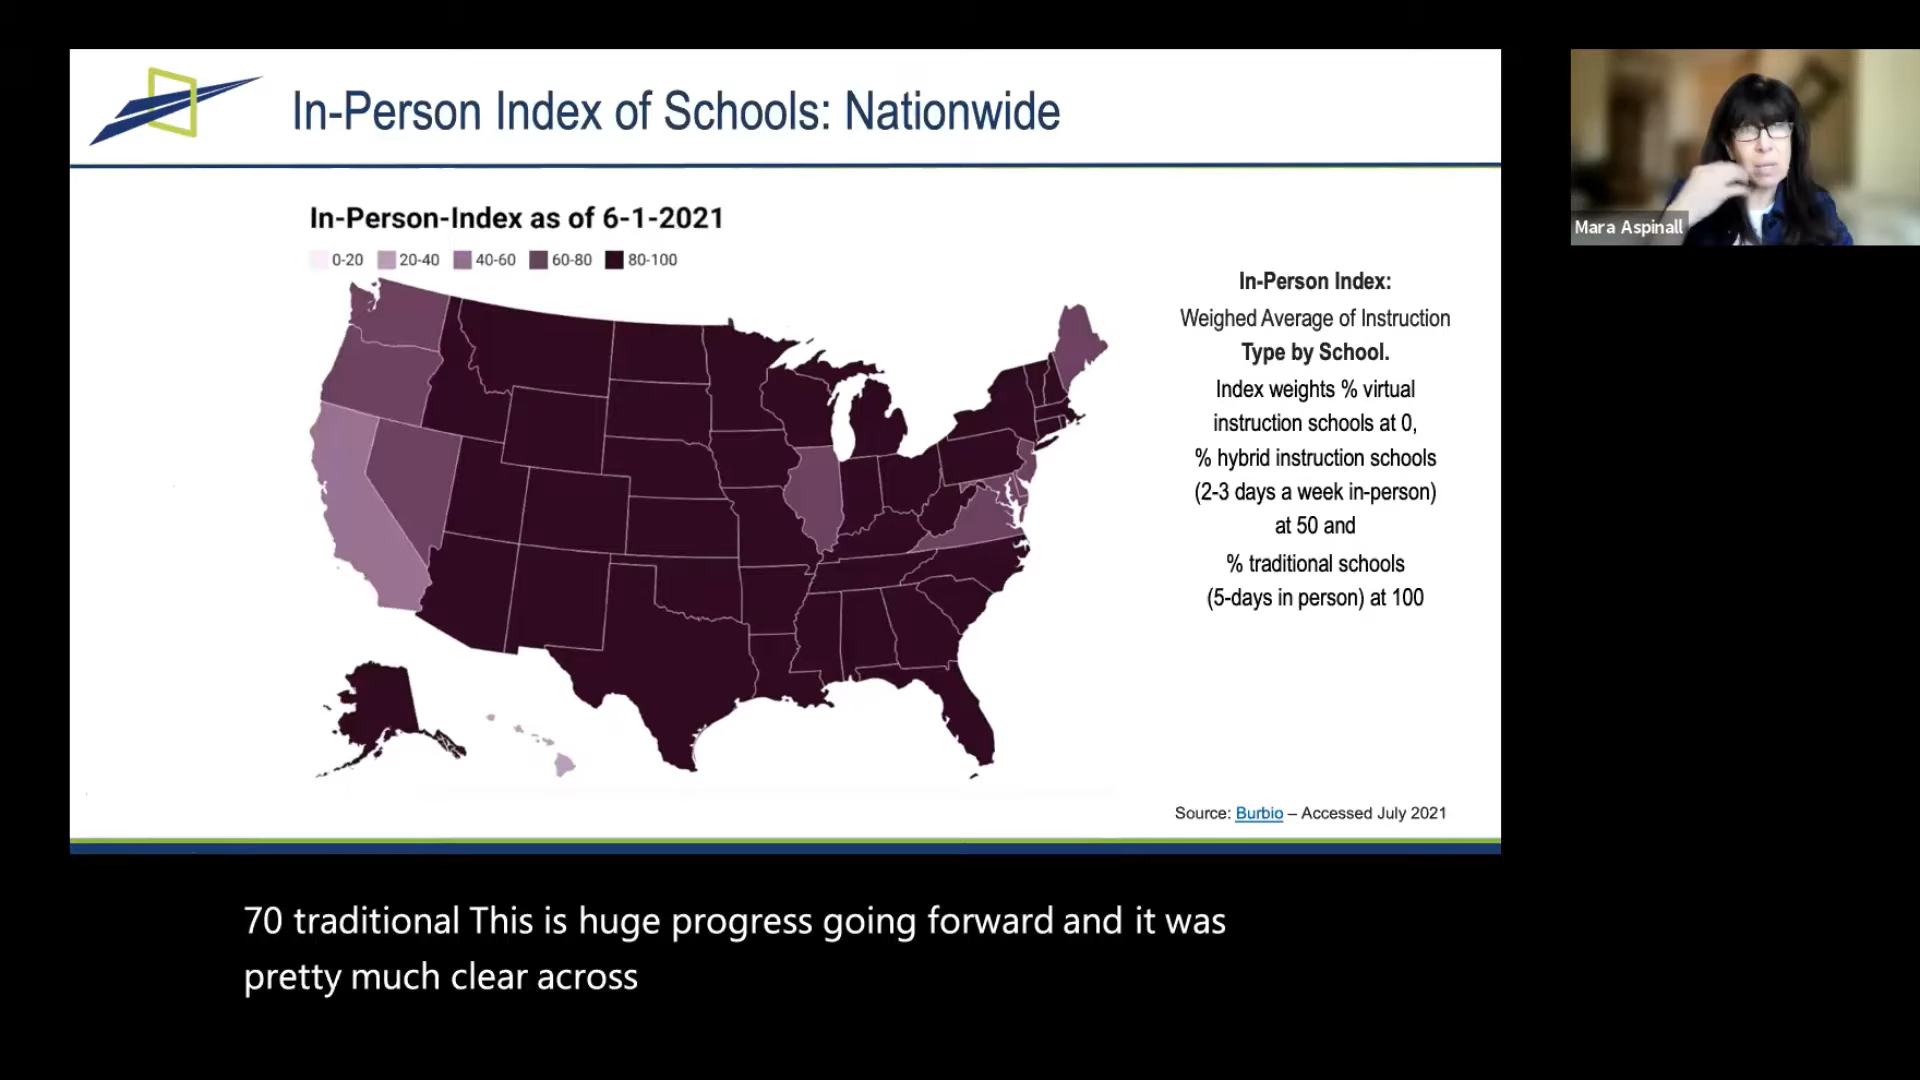 In-Person Index of Schools: Nationwide
In-Person-Index as of 6-1-2021
0-20 20-40 40-60 60-80 80-100
In-Person Index:
Weighed Average of Instruction
Type by School.
Index weights % virtual
instruction schools at 0,
% hybrid instruction schools
(2-3 days a week in-person)
at 50 and
% traditional schools
(5-days in person) at 100
Source: Burbio – Accessed July 2021
Mara Aspinall
70 traditional This is huge progress going forward and it was
pretty much clear across